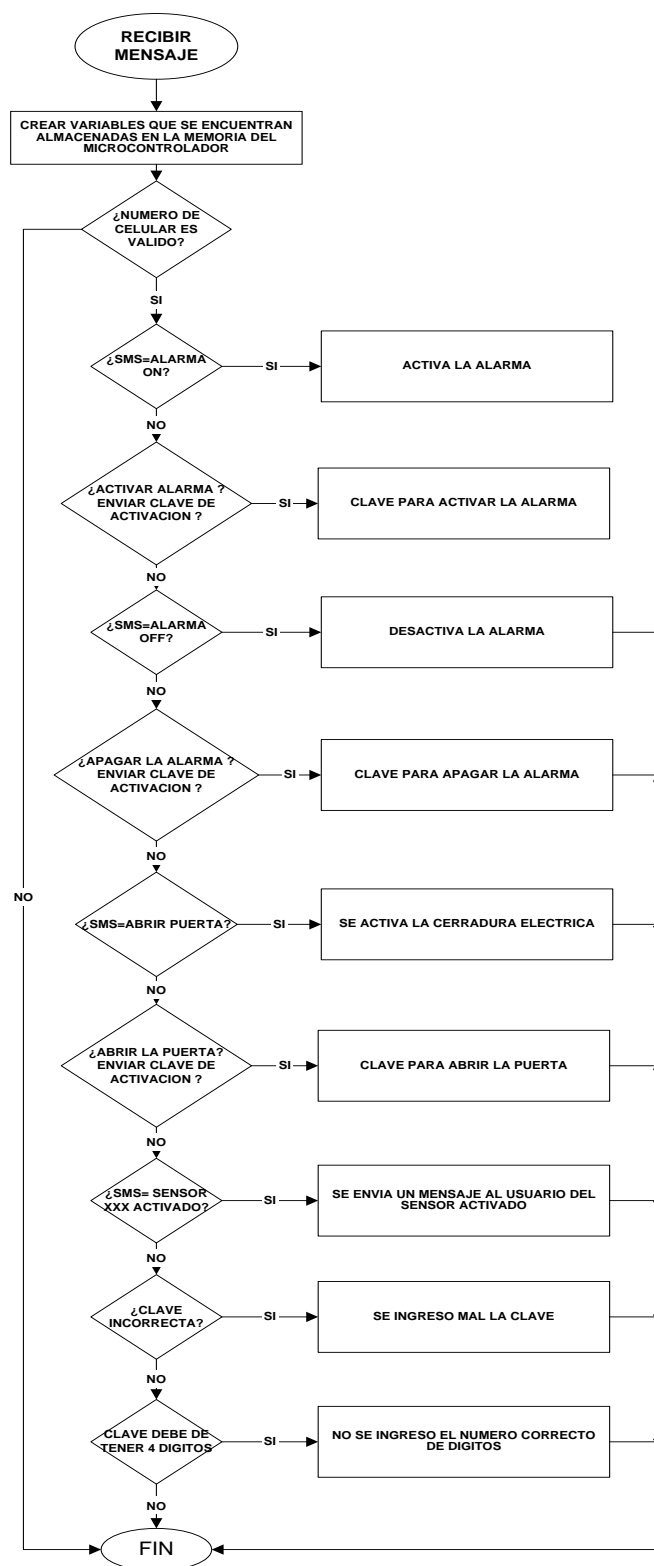 RECIBIR
MENSAJE
CREAR VARIABLES QUE SE ENCUENTRAN
ALMACENADAS EN LA MEMORIA DEL
MICROCONTROLADOR
¿NUMERO DE
CELULAR ES
VALIDO?
SI
¿SMS=ALARMA
ON?
SI
ACTIVA LA ALARMA
NO
¿ACTIVAR ALARMA ?
ENVIAR CLAVE DE
ACTIVACION ?
SI
CLAVE PARA ACTIVAR LA ALARMA
NO
¿SMS=ALARMA
OFF?
SI
DESACTIVA LA ALARMA
NO
¿APAGAR LA ALARMA ?
ENVIAR CLAVE DE
ACTIVACION ?
SI
CLAVE PARA APAGAR LA ALARMA
NO
NO
¿SMS=ABRIR PUERTA?
SI
SE ACTIVA LA CERRADURA ELECTRICA
NO
¿ABRIR LA PUERTA?
ENVIAR CLAVE DE
ACTIVACION ?
SI
CLAVE PARA ABRIR LA PUERTA
NO
¿SMS= SENSOR
XXX ACTIVADO?
SI
SE ENVIA UN MENSAJE AL USUARIO DEL
SENSOR ACTIVADO
NO
¿CLAVE
INCORRECTA?
SI
SE INGRESO MAL LA CLAVE
NO
CLAVE DEBE DE
TENER 4 DIGITOS
SI
NO SE INGRESO EL NUMERO CORRECTO
DE DIGITOS
NO
FIN